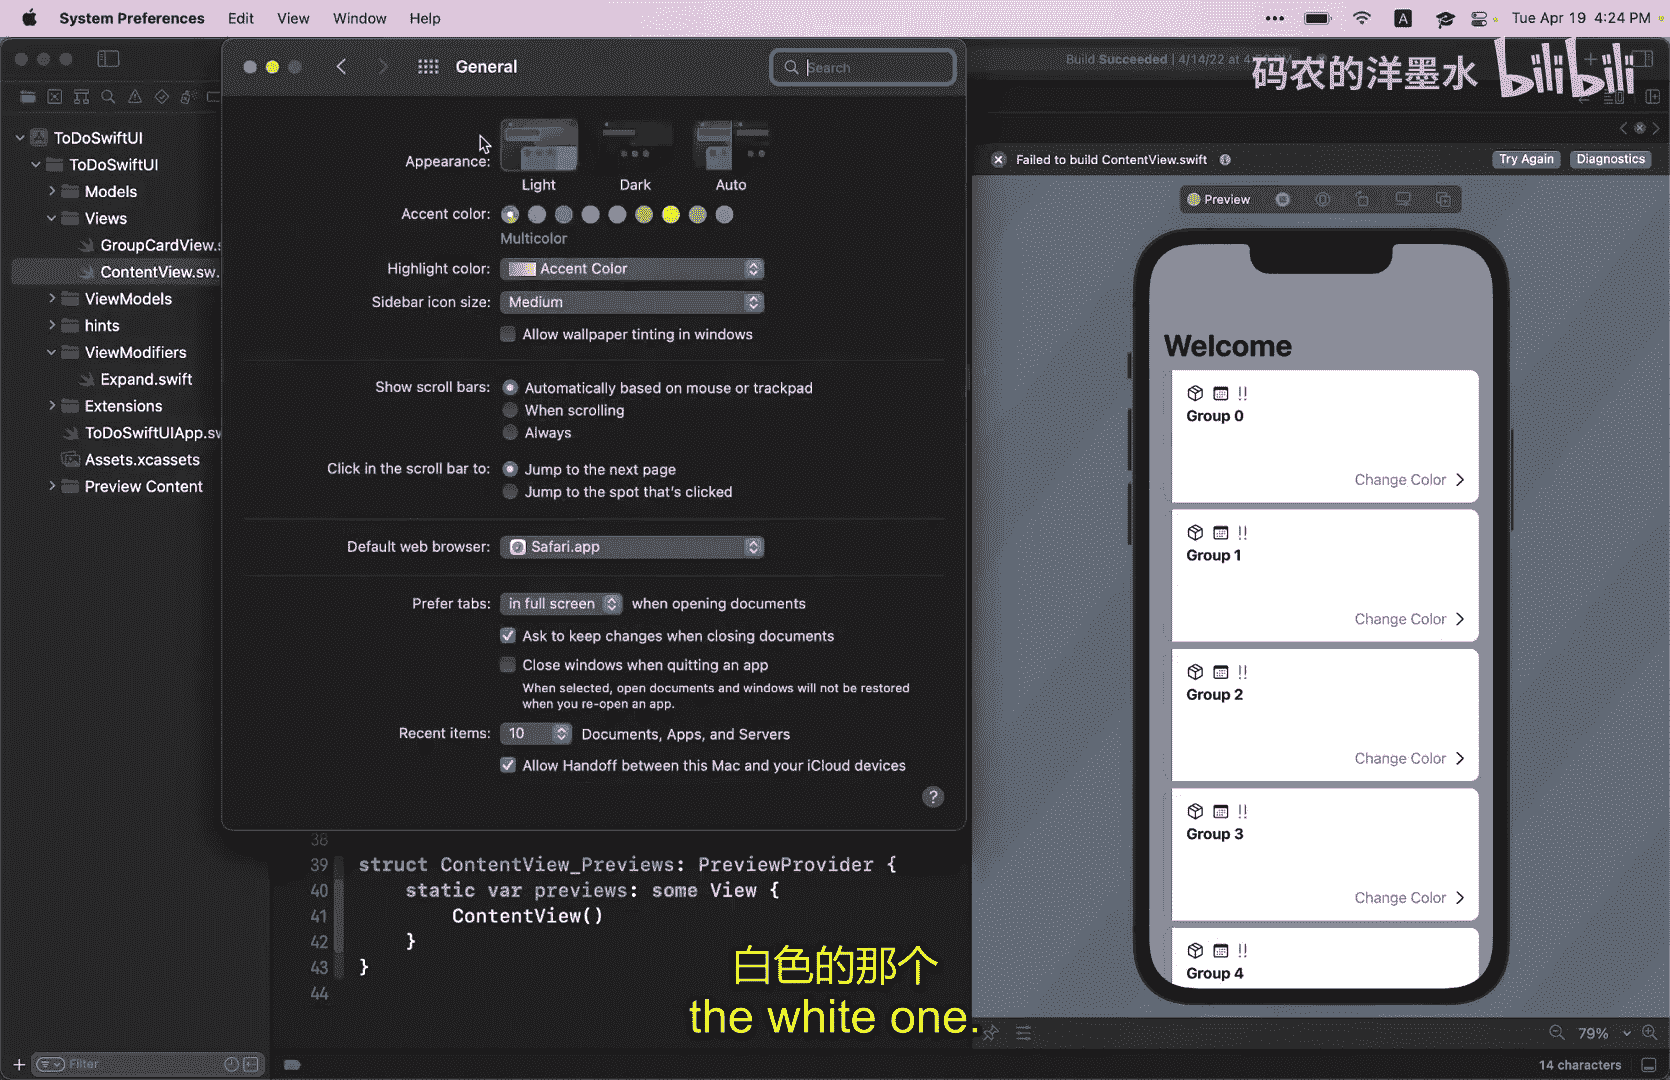 System Preferences Edit View Window Help
A Tue Apr 19 4:24 PM
General
Search
Build Succeeded | 4/14/22 at
码农的洋墨水 bilibili
ToDoSwiftUI
ToDoSwiftUI
Models
Views
GroupCardView.s
ContentView.sw.
ViewModels
hints
ViewModifiers
Expand.swift
Extensions
ToDoSwiftUIApp.sw
Assets.xcassets
Preview Content
Filter
Appearance:
Light Dark Auto
Accent color:
Multicolor
Highlight color: Accent Color
Sidebar icon size: Medium
Allow wallpaper tinting in windows
Show scroll bars: Automatically based on mouse or trackpad
When scrolling
Always
Click in the scroll bar to: Jump to the next page
Jump to the spot that's clicked
Default web browser: Safari.app
Prefer tabs: in full screen when opening documents
Ask to keep changes when closing documents
Close windows when quitting an app
When selected, open documents and windows will not be restored
when you re-open an app.
Recent items: 10 Documents, Apps, and Servers
Allow Handoff between this Mac and your iCloud devices
?
38
39 struct ContentView_Previews: PreviewProvider {
40 static var previews: some View {
41 ContentView()
42 }
43 }
44
Failed to build ContentView.swift
Try Again Diagnostics
Preview
Welcome
!!
Group 0
Change Color
!!
Group 1
Change Color
!!
Group 2
Change Color
!!
Group 3
Change Color
!!
Group 4
白色的那个
the white one.
79%
14 characters